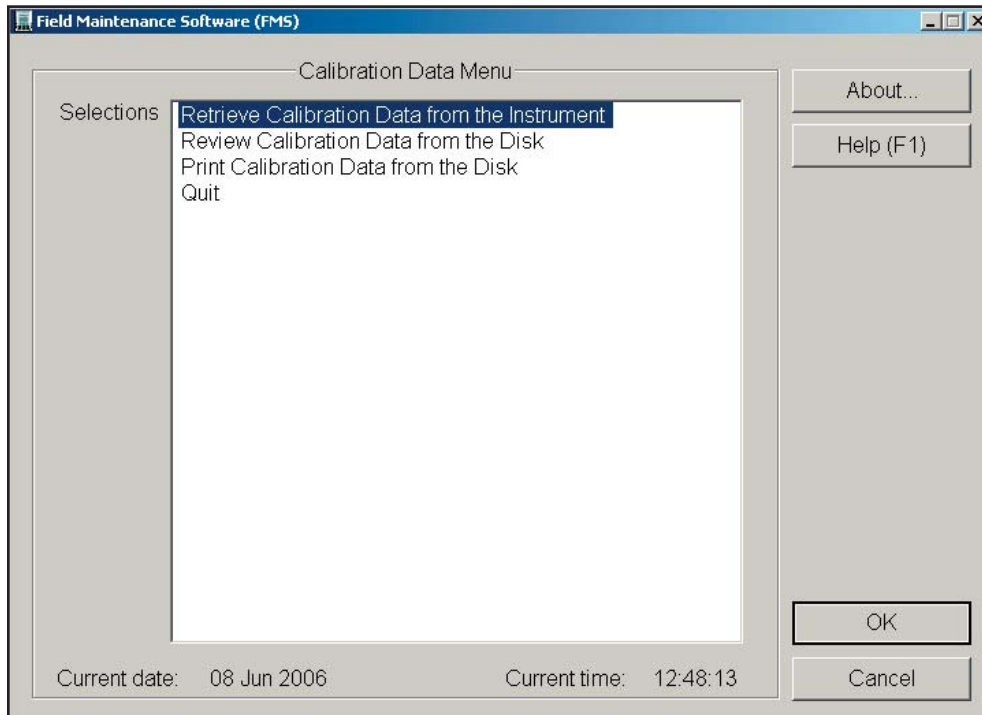 Field Maintenance Software (FMS)
Calibration Data Menu
About...
Selections
Retrieve Calibration Data from the Instrument
Review Calibration Data from the Disk
Help (F1)
Print Calibration Data from the Disk
Quit
OK
Current date: 08 Jun 2006 Current time: 12:48:13
Cancel